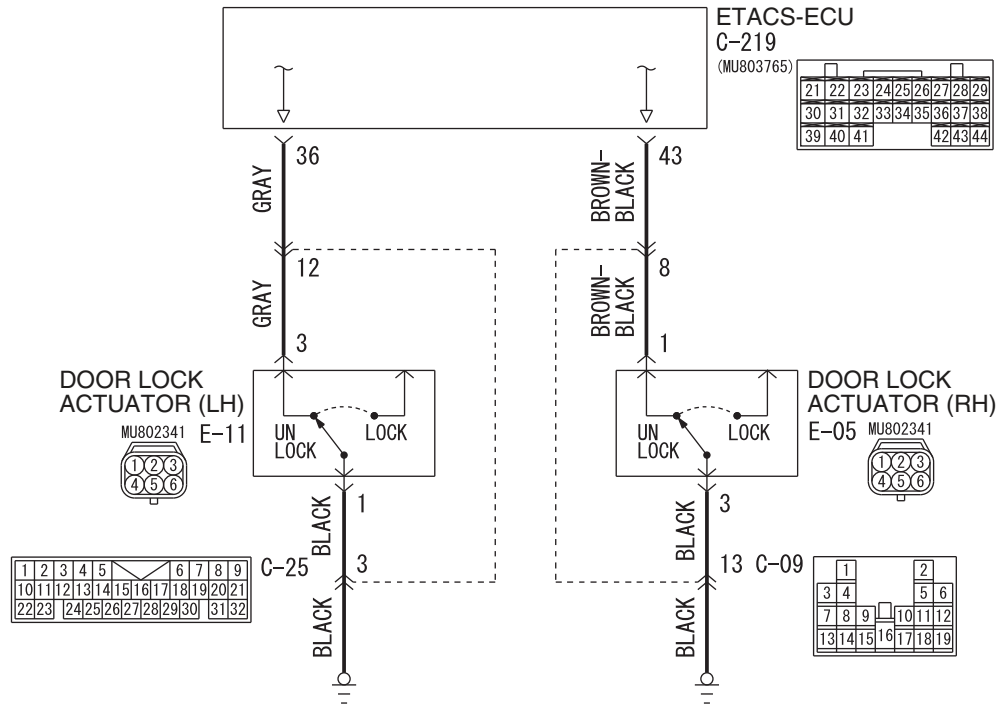 ETACS-ECU
C-219
(MU803765)
21 22 23 24 25 26 27 28 29
30 31 32 33 34 35 36 37 38
39 40 41 42 43 44
36
43
GRAY
BROWN-
BLACK
12
8
GRAY
BROWN-
BLACK
3
1
DOOR LOCK
ACTUATOR (LH)
MU802341 E-11
1 2 3
4 5 6
UN
LOCK
LOCK
UN
LOCK
LOCK
DOOR LOCK
ACTUATOR (RH)
E-05 MU802341
1 2 3
4 5 6
1
3
BLACK
BLACK
3
13
C-25
1 2 3 4 5 6 7 8 9
10 11 12 13 14 15 16 17 18 19 20 21
22 23 24 25 26 27 28 29 30 31 32
C-09
1 2
3 4 5 6
7 8 9 10 11 12
13 14 15 16 17 18 19
BLACK
BLACK